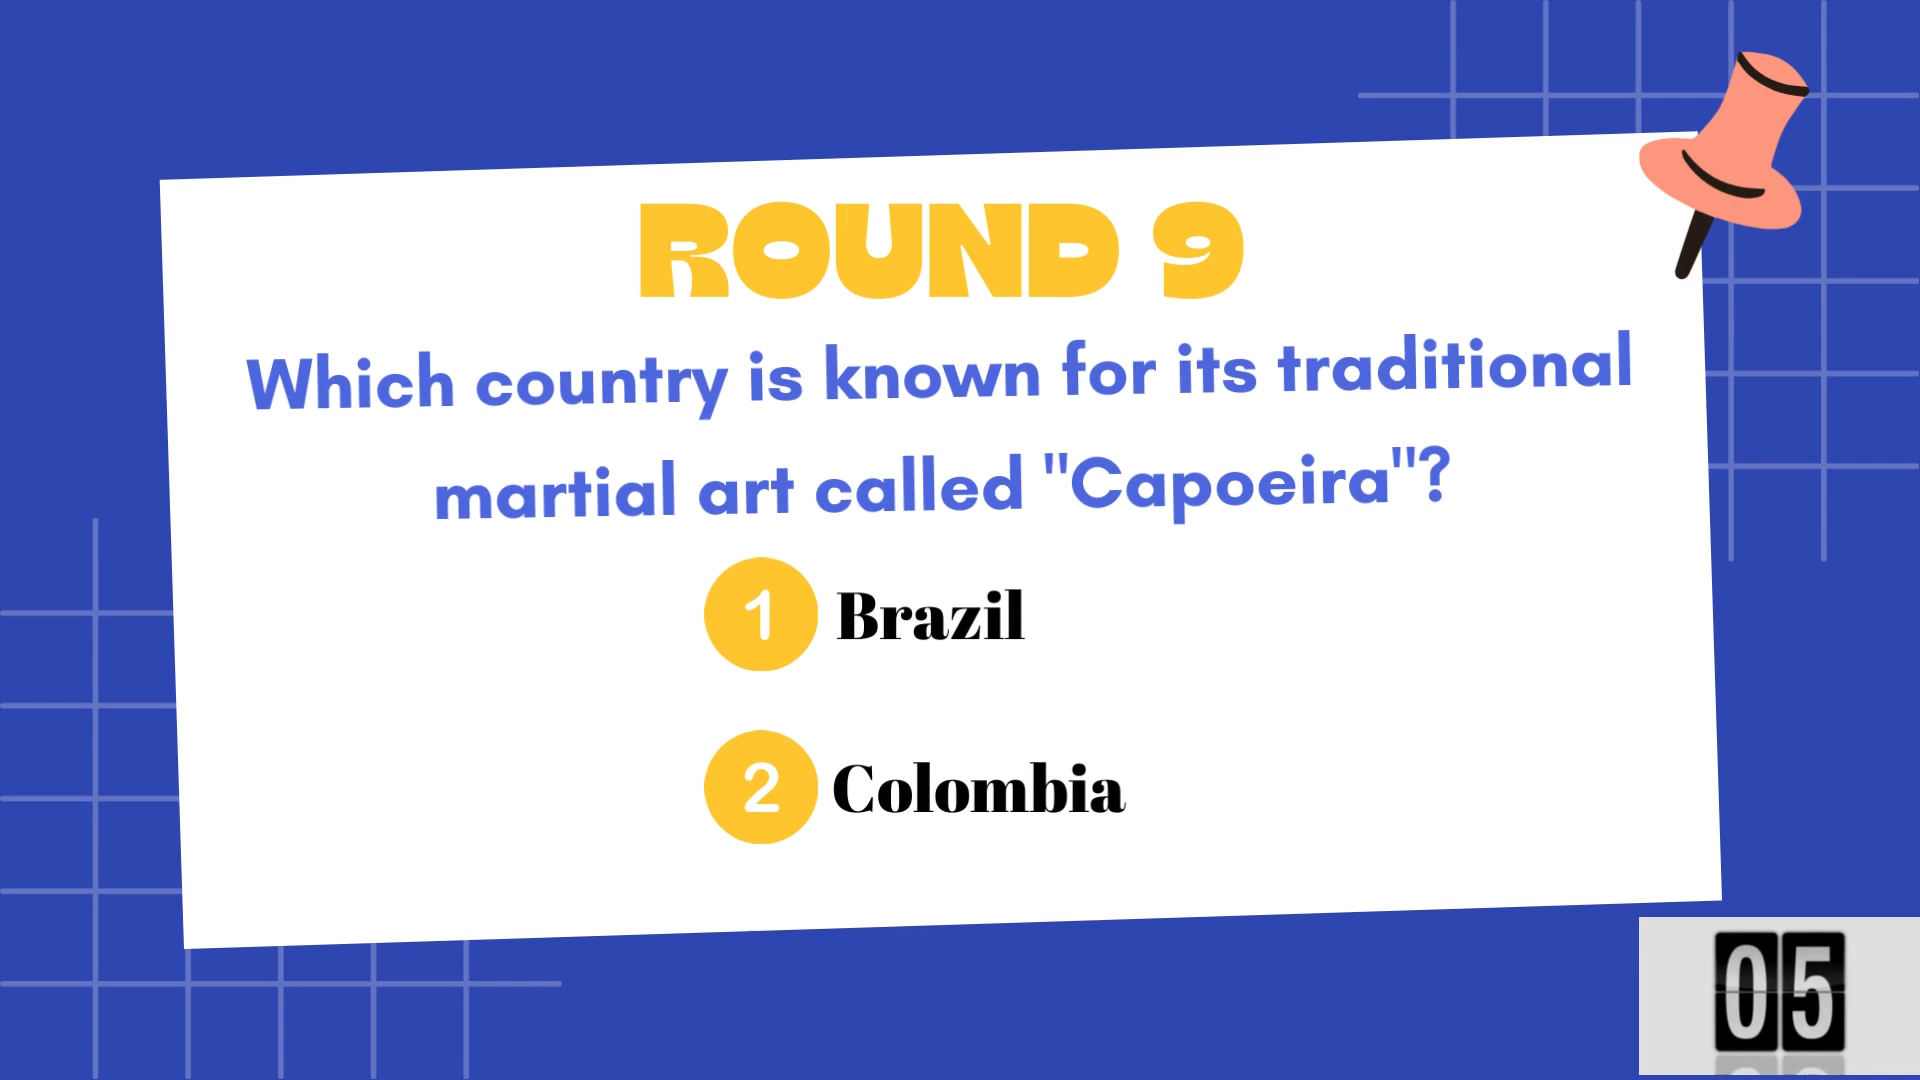 ROUND 9
Which country is known for its traditional
martial art called "Capoeira"?
1 Brazil
2 Colombia
05